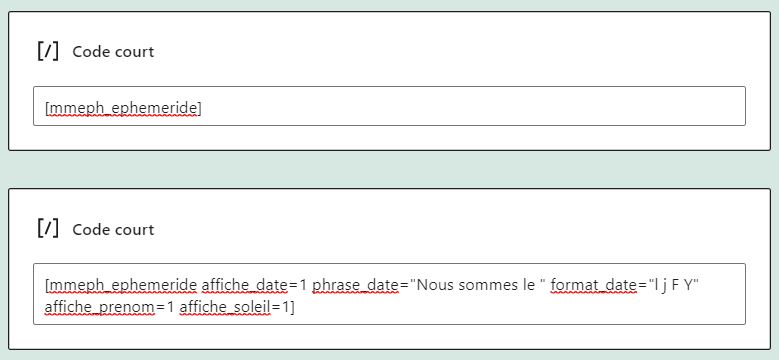 [/] Code court
[mmeph_ephemeride]
[/] Code court
[mmeph_ephemeride affiche_date=1 phrase_date="Nous sommes le " format_date="l j F Y"
affiche_prenom=1 affiche_soleil=1]